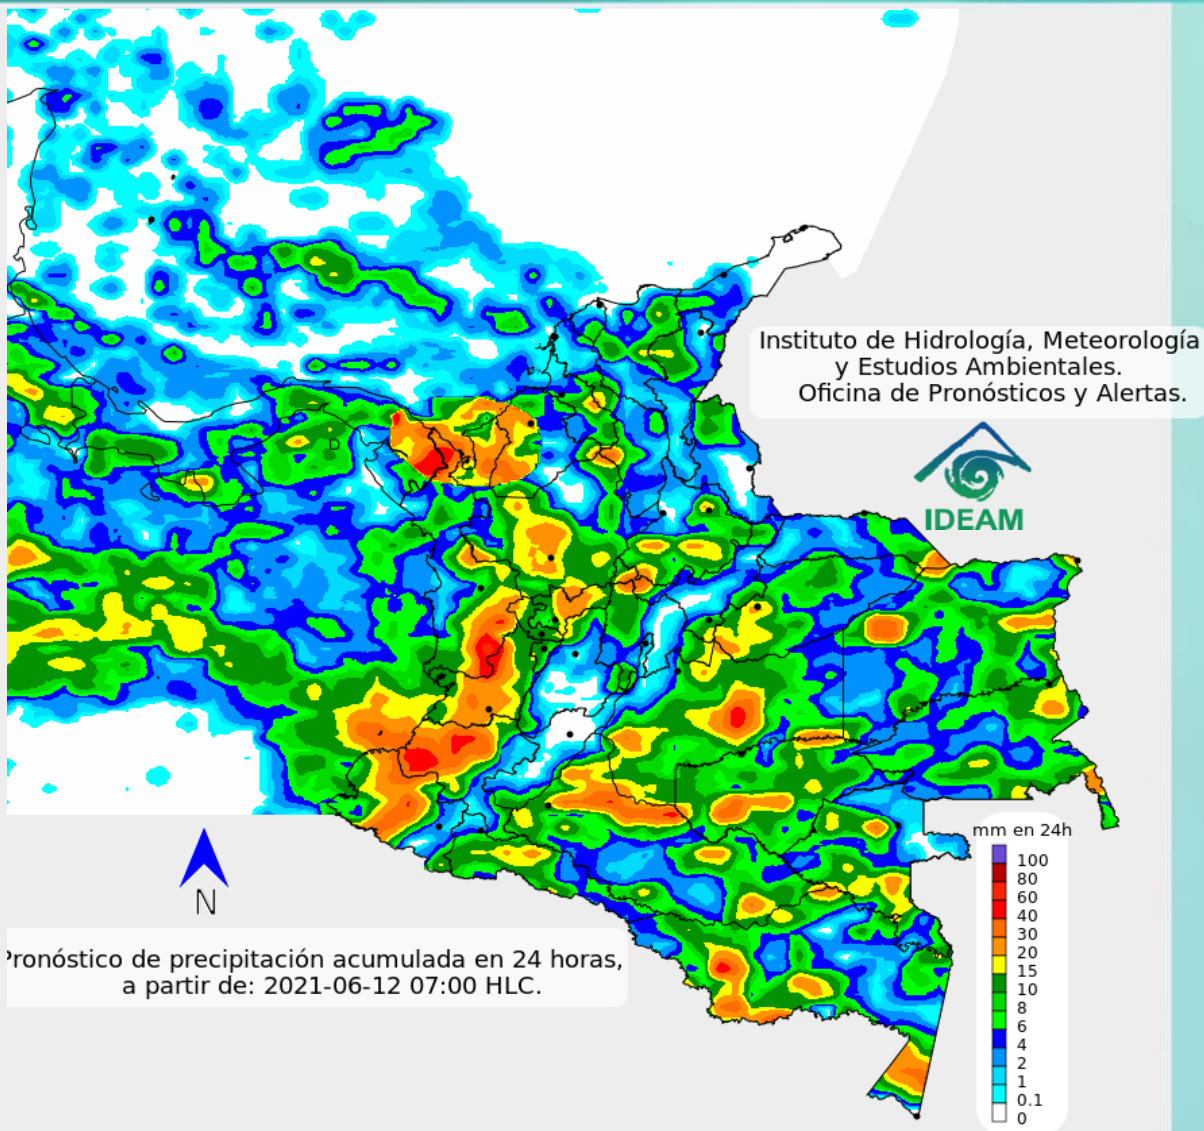 Instituto de Hidrología, Meteorología
y Estudios Ambientales.
Oficina de Pronósticos y Alertas.
IDEAM
N
Pronóstico de precipitación acumulada en 24 horas,
a partir de: 2021-06-12 07:00 HLC.
mm en 24h
100
80
60
40
30
20
15
10
8
6
4
2
1
0.1
0